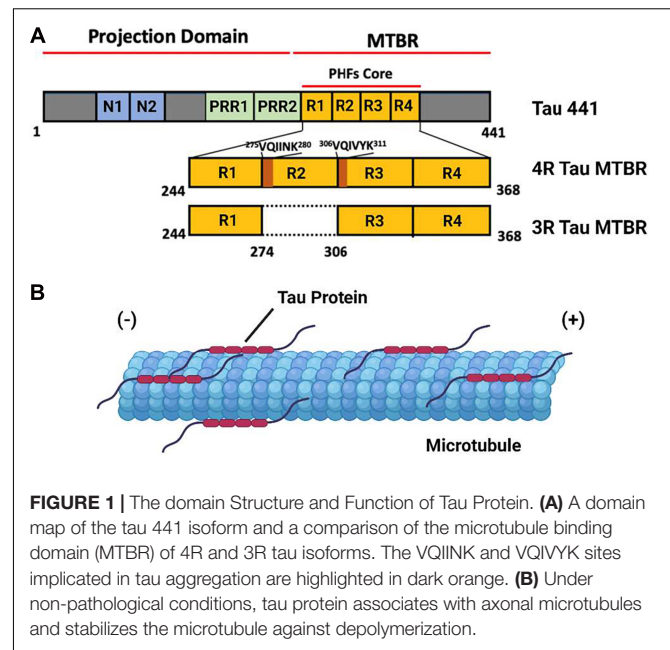 A
Projection Domain
MTBR
PHFs Core
N1 N2 PRR1 PRR2 R1 R2 R3 R4
Tau 441
1
441
275VQIINK280
306VQIVYK311
R1 R2 R3 R4
4R Tau MTBR
244
368
R1 R3 R4
3R Tau MTBR
244
368
274
306
B
Tau Protein
(-)
(+)
Microtubule
FIGURE 1 | The domain Structure and Function of Tau Protein. (A) A domain
map of the tau 441 isoform and a comparison of the microtubule binding
domain (MTBR) of 4R and 3R tau isoforms. The VQIINK and VQIVYK sites
implicated in tau aggregation are highlighted in dark orange. (B) Under
non-pathological conditions, tau protein associates with axonal microtubules
and stabilizes the microtubule against depolymerization.